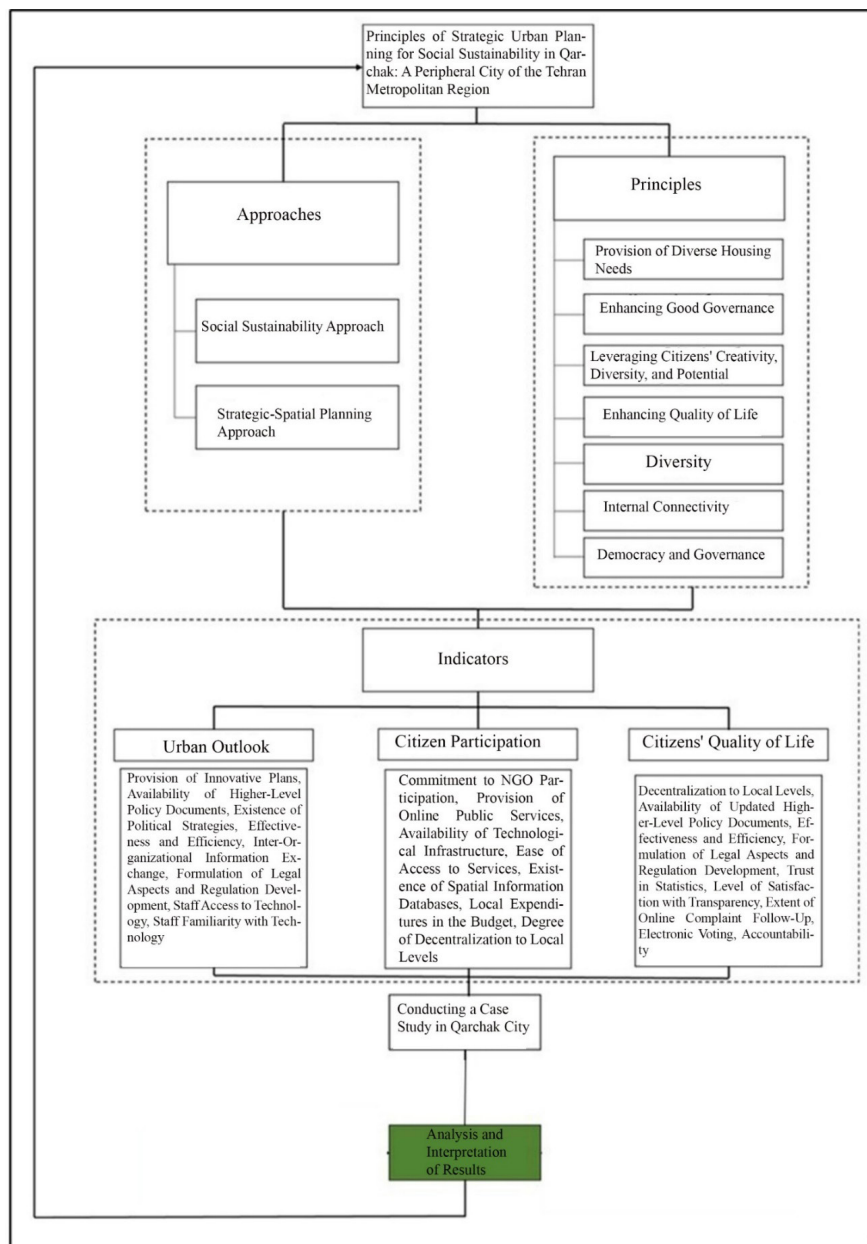 Principles of Strategic Urban Plan-
ning for Social Sustainability in Qar-
chak: A Peripheral City of the Tehran
Metropolitan Region
Approaches
Social Sustainability Approach
Strategic-Spatial Planning
Approach
Principles
Provision of Diverse Housing
Needs
Enhancing Good Governance
Leveraging Citizens' Creativity,
Diversity, and Potential
Enhancing Quality of Life
Diversity
Internal Connectivity
Democracy and Governance
Indicators
Urban Outlook
Provision of Innovative Plans,
Availability of Higher-Level
Policy Documents, Existence of
Political Strategies, Effective-
ness and Efficiency, Inter-Or-
ganizational Information Ex-
change, Formulation of Legal
Aspects and Regulation Devel-
opment, Staff Access to Technol-
ogy, Staff Familiarity with Tech-
nology
Citizen Participation
Commitment to NGO Par-
ticipation, Provision of
Online Public Services,
Availability of Technologi-
cal Infrastructure, Ease of
Access to Services, Exist-
ence of Spatial Information
Databases, Local Expendi-
tures in the Budget, Degree
of Decentralization to Local
Levels
Citizens' Quality of Life
Decentralization to Local Levels,
Availability of Updated High-
er-Level Policy Documents, Ef-
fectiveness and Efficiency, For-
mulation of Legal Aspects and
Regulation Development, Trust
in Statistics, Level of Satisfac-
tion with Transparency, Extent of
Online Complaint Follow-Up,
Electronic Voting, Accountabil-
ity
Conducting a Case
Study in Qarchak City
Analysis and
Interpretation
of Results